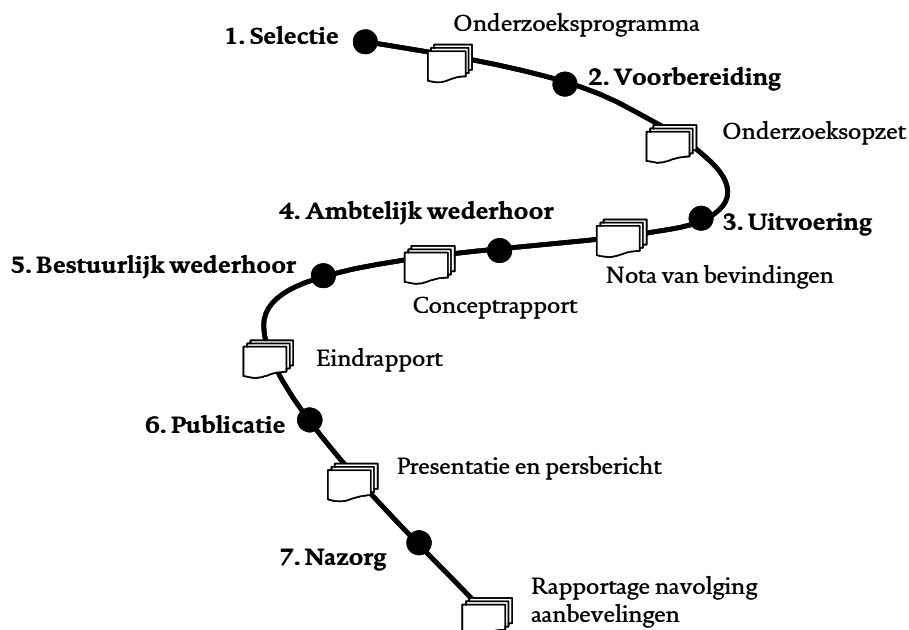 1. Selectie
Onderzoeksprogramma
2. Voorbereiding
Onderzoeksopzet
3. Uitvoering
Nota van bevindingen
4. Ambtelijk wederhoor
Conceptrapport
5. Bestuurlijk wederhoor
Eindrapport
6. Publicatie
Presentatie en persbericht
7. Nazorg
Rapportage navolging
aanbevelingen